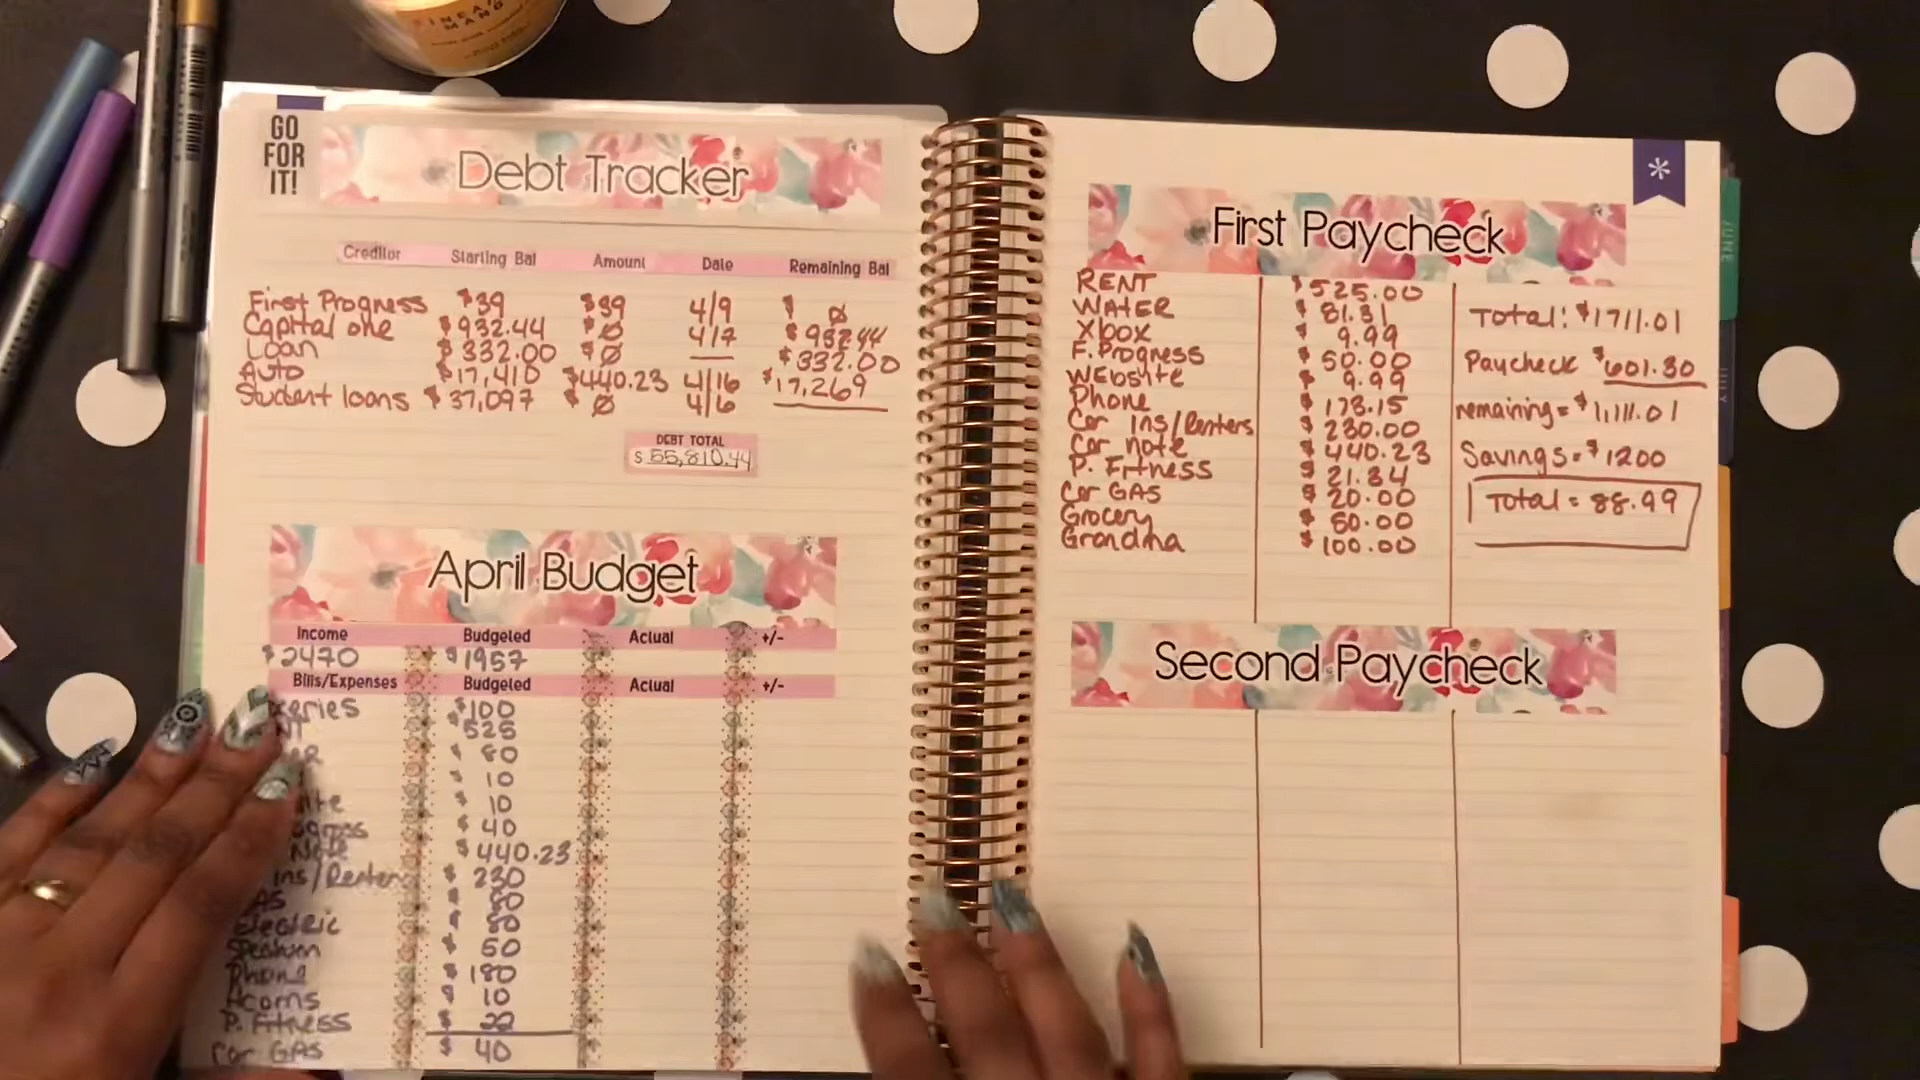 GO
FOR
IT!
Debt Tracker
Creditor Starting Bal Amount Date Remaining Bal
First Progress $39 $39 4/9 $ 0
Capital one $932.44 $0 4/7 $932.44
Loan $332.00 $0 — $332.00
Auto $17,410 $440.23 4/16 $17,269
Student loans $37,097 $0 4/6
DEBT TOTAL
$ 55,810.44
April Budget
Income Budgeted Actual +/-
$2470 $1957
Bills/Expenses Budgeted Actual +/-
$100
$525
$80
$10
$10
$40
$440.23
ins/Renters $230
$80
Electric $80
$50
Phone $180
Acorns $10
P. Fitness $
Car GAS $40
*
First Paycheck
RENT $525.00
WATER $81.31
Xbox $9.99
F. Progress $50.00
Website $9.99
Phone $173.15
Car Ins/Renters $230.00
Car note $440.23
P. Fitness $21.34
Car GAS $20.00
Grocery $50.00
Grandma $100.00
Total: $1711.01
Paycheck $601.30
remaining = $1,111.01
Savings = $1200
Total = 88.99
Second Paycheck
JUNE